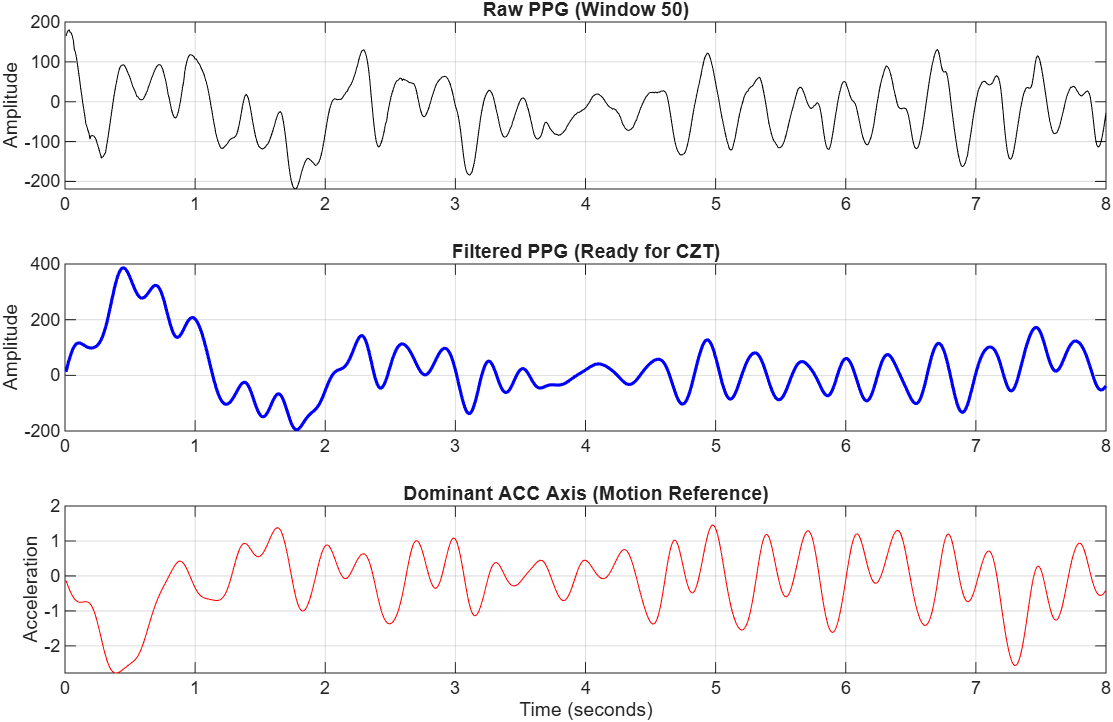 Raw PPG (Window 50)
Amplitude
200
100
0
-100
-200
0 1 2 3 4 5 6 7 8
Filtered PPG (Ready for CZT)
Amplitude
400
200
0
-200
0 1 2 3 4 5 6 7 8
Dominant ACC Axis (Motion Reference)
Acceleration
2
1
0
-1
-2
0 1 2 3 4 5 6 7 8
Time (seconds)